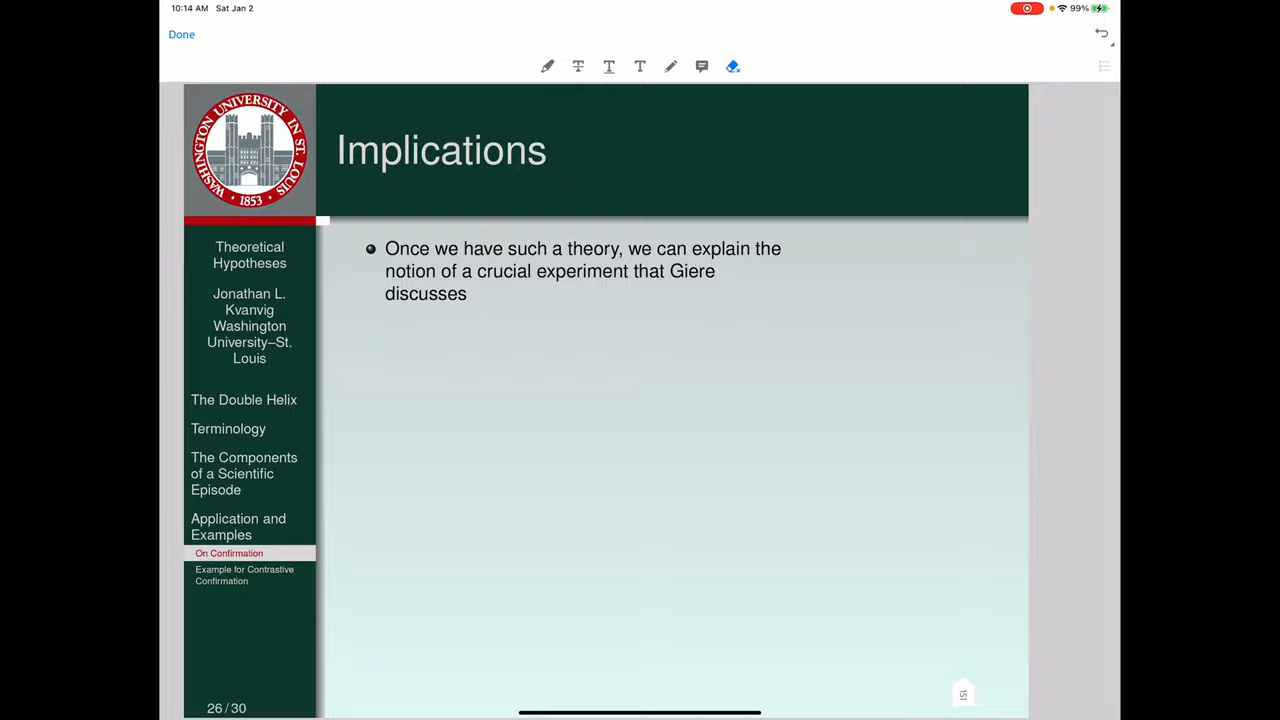 10:14 AM Sat Jan 2
99%
Done
T
T
T
WASHINGTON UNIVERSITY IN ST. LOUIS
1853
Implications
Theoretical
Hypotheses
Jonathan L.
Kvanvig
Washington
University–St.
Louis
The Double Helix
Terminology
The Components
of a Scientific
Episode
Application and
Examples
On Confirmation
Example for Contrastive
Confirmation
26 / 30
Once we have such a theory, we can explain the
notion of a crucial experiment that Giere
discusses
151